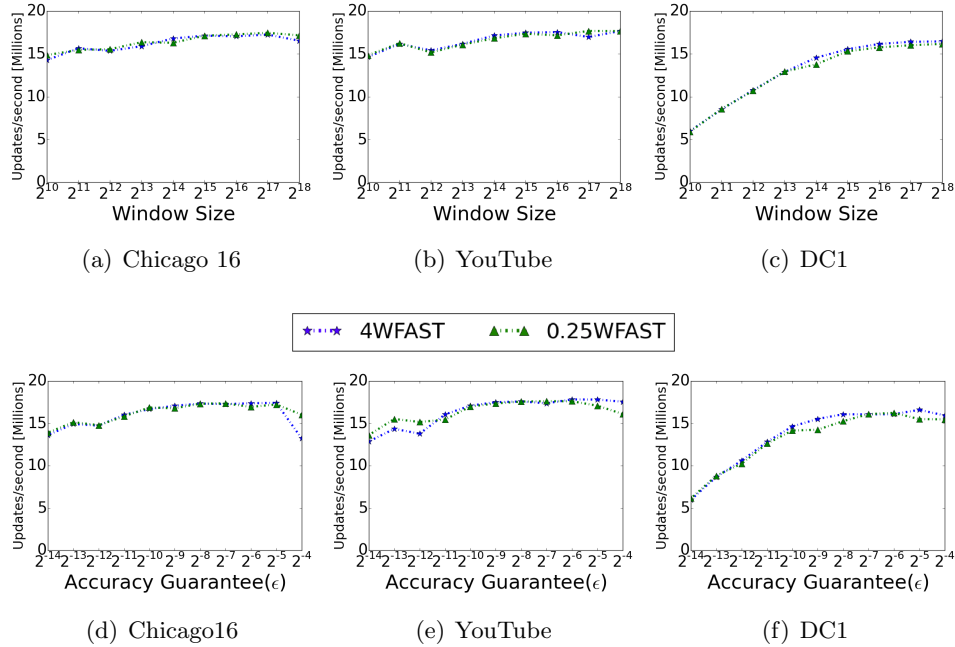 Updates/second [Millions]
20
15
10
5
0
2^10 2^11 2^12 2^13 2^14 2^15 2^16 2^17 2^18
Window Size
(a) Chicago 16
Updates/second [Millions]
20
15
10
5
0
2^10 2^11 2^12 2^13 2^14 2^15 2^16 2^17 2^18
Window Size
(b) YouTube
Updates/second [Millions]
20
15
10
5
0
2^10 2^11 2^12 2^13 2^14 2^15 2^16 2^17 2^18
Window Size
(c) DC1
4WFAST 0.25WFAST
Updates/second [Millions]
20
15
10
5
0
2^-14 2^-13 2^-12 2^-11 2^-10 2^-9 2^-8 2^-7 2^-6 2^-5 2^-4
Accuracy Guarantee(ϵ)
(d) Chicago16
Updates/second [Millions]
20
15
10
5
0
2^-14 2^-13 2^-12 2^-11 2^-10 2^-9 2^-8 2^-7 2^-6 2^-5 2^-4
Accuracy Guarantee(ϵ)
(e) YouTube
Updates/second [Millions]
20
15
10
5
0
2^-14 2^-13 2^-12 2^-11 2^-10 2^-9 2^-8 2^-7 2^-6 2^-5 2^-4
Accuracy Guarantee(ϵ)
(f) DC1